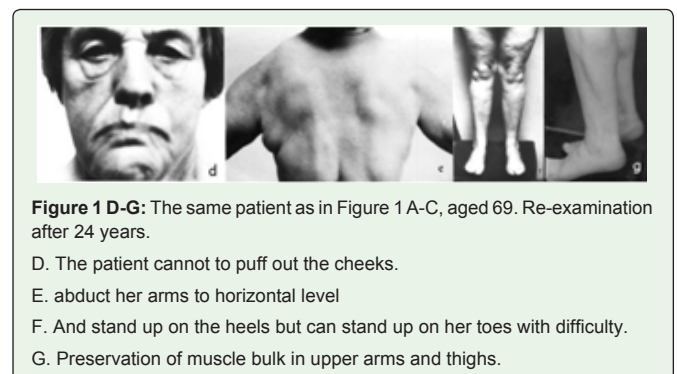 d
e
g
Figure 1 D-G: The same patient as in Figure 1 A-C, aged 69. Re-examination
after 24 years.
D. The patient cannot to puff out the cheeks.
E. abduct her arms to horizontal level
F. And stand up on the heels but can stand up on her toes with difficulty.
G. Preservation of muscle bulk in upper arms and thighs.